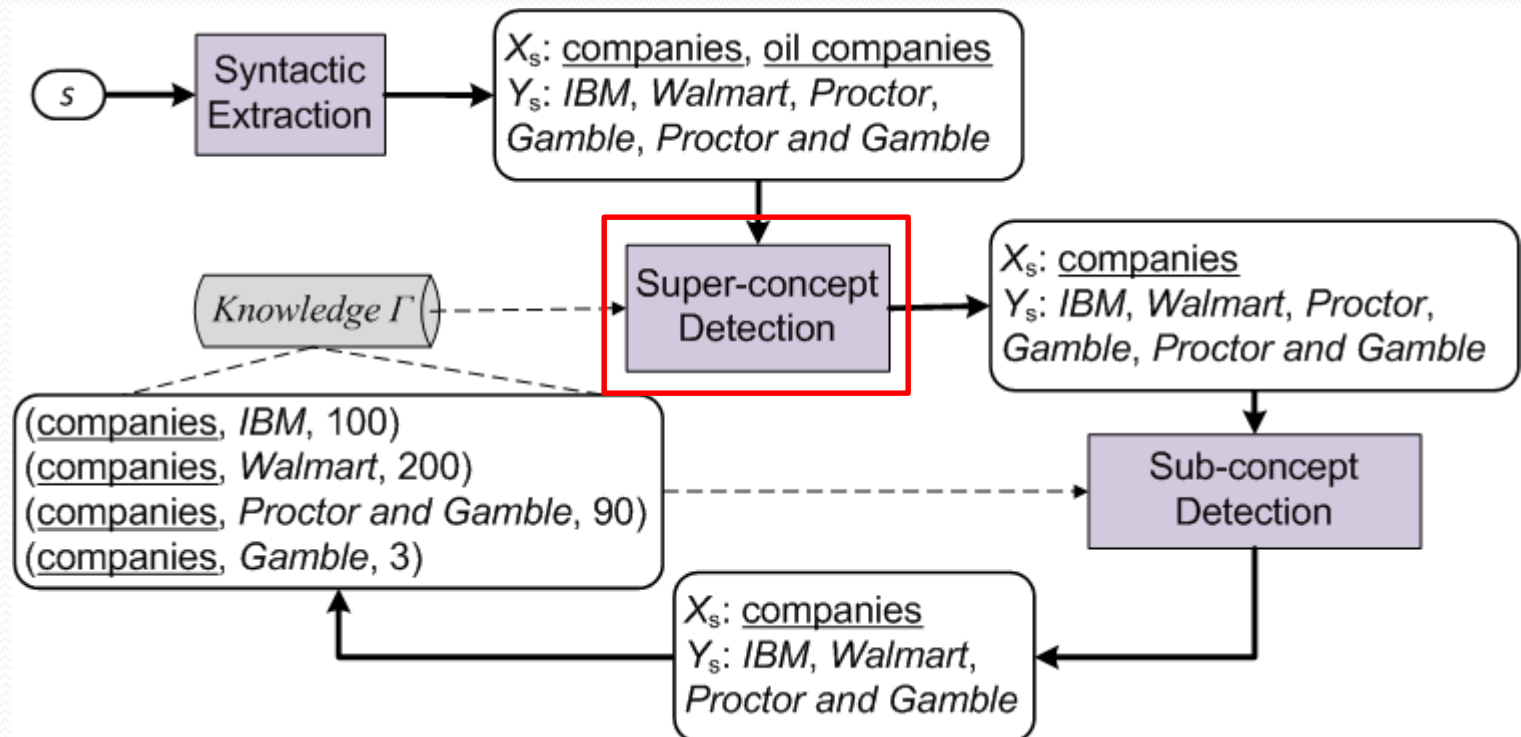 s
Syntactic
Extraction
Xs: companies, oil companies
Ys: IBM, Walmart, Proctor,
Gamble, Proctor and Gamble
Knowledge Γ
Super-concept
Detection
Xs: companies
Ys: IBM, Walmart, Proctor,
Gamble, Proctor and Gamble
(companies, IBM, 100)
(companies, Walmart, 200)
(companies, Proctor and Gamble, 90)
(companies, Gamble, 3)
Sub-concept
Detection
Xs: companies
Ys: IBM, Walmart,
Proctor and Gamble